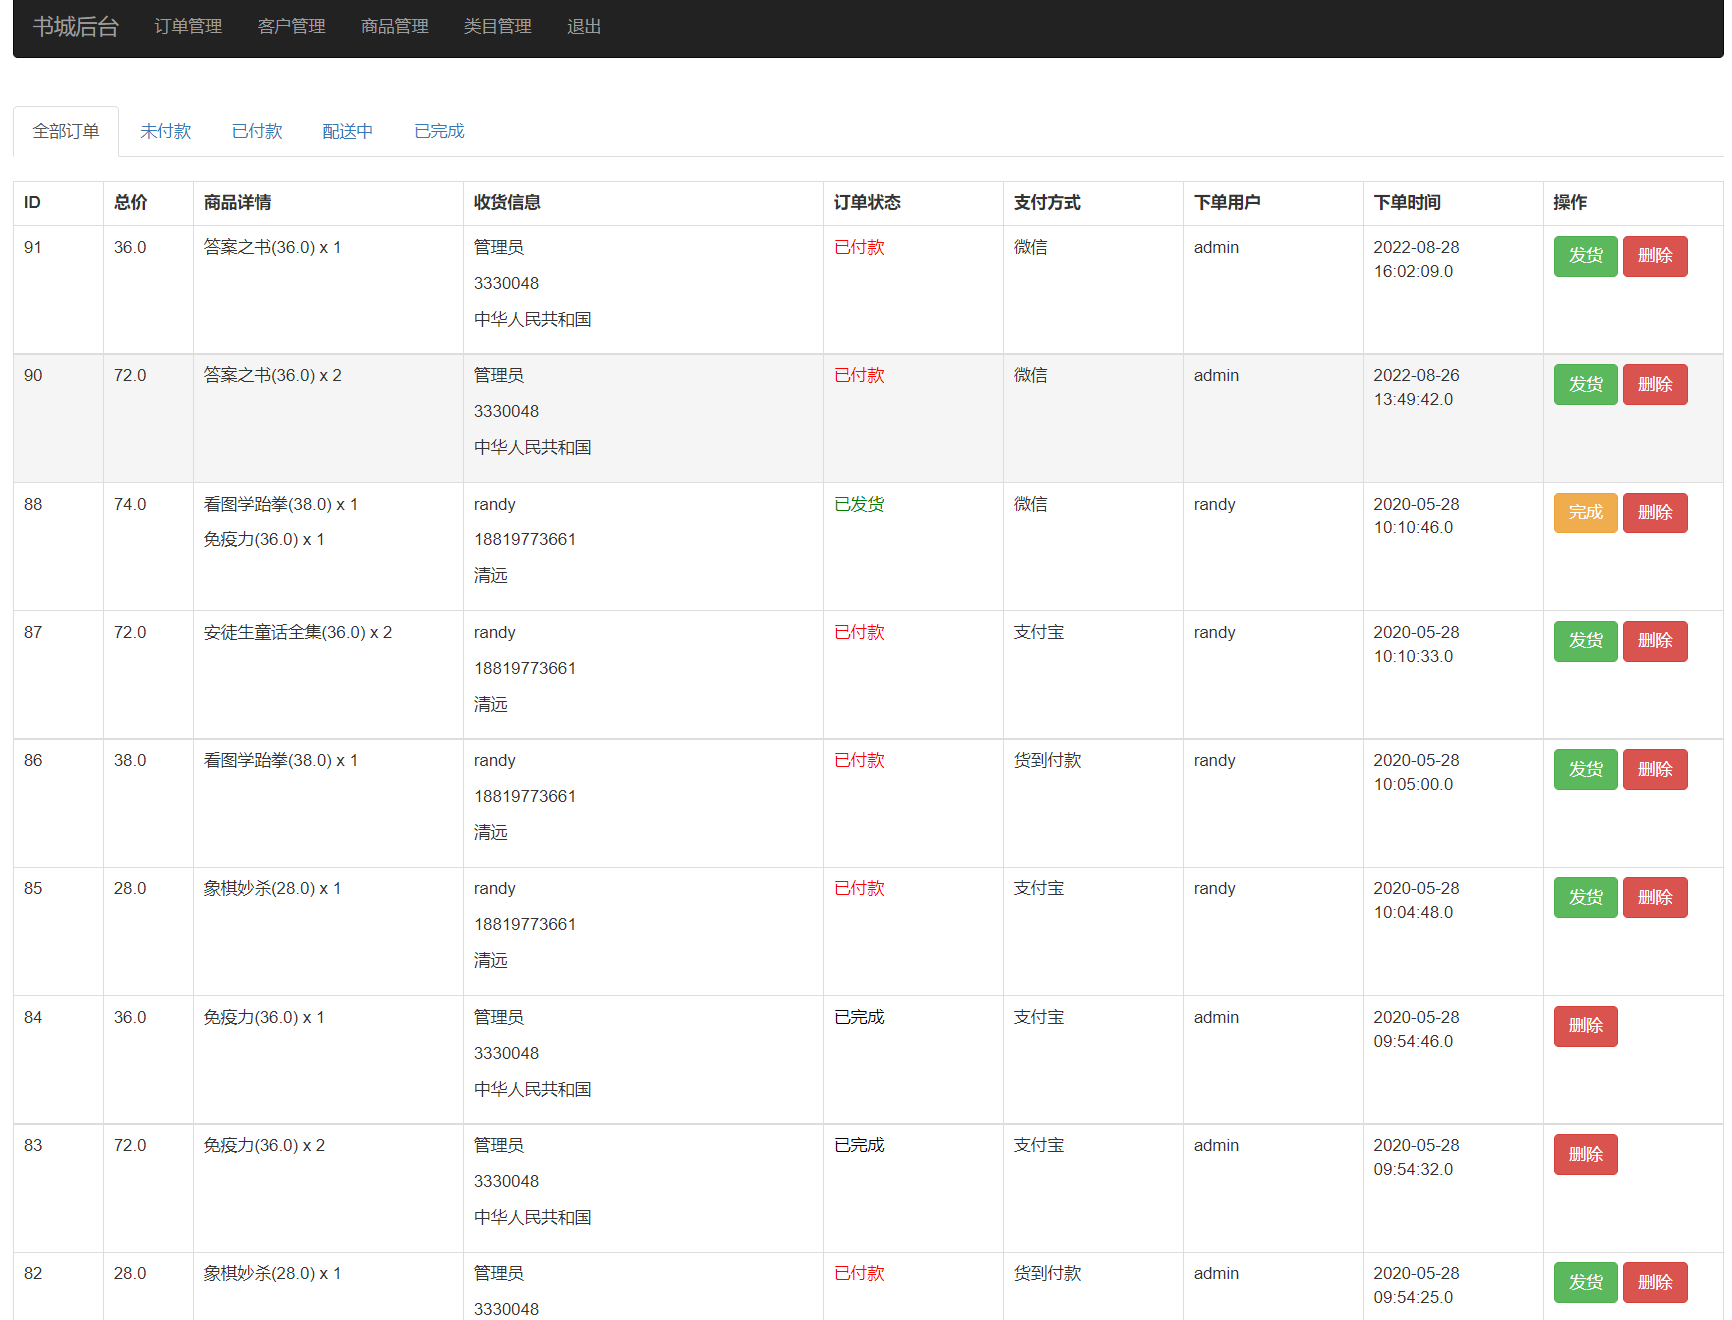 书城后台 订单管理 客户管理 商品管理 类目管理 退出
全部订单 未付款 已付款 配送中 已完成
ID 总价 商品详情 收货信息 订单状态 支付方式 下单用户 下单时间 操作
91 36.0 答案之书(36.0) x 1 管理员 已付款 微信 admin 2022-08-28 发货 删除
16:02:09.0
3330048
中华人民共和国
90 72.0 答案之书(36.0) x 2 管理员 已付款 微信 admin 2022-08-26 发货 删除
13:49:42.0
3330048
中华人民共和国
88 74.0 看图学跆拳(38.0) x 1 randy 已发货 微信 randy 2020-05-28 完成 删除
10:10:46.0
免疫力(36.0) x 1 18819773661
清远
87 72.0 安徒生童话全集(36.0) x 2 randy 已付款 支付宝 randy 2020-05-28 发货 删除
10:10:33.0
18819773661
清远
86 38.0 看图学跆拳(38.0) x 1 randy 已付款 货到付款 randy 2020-05-28 发货 删除
10:05:00.0
18819773661
清远
85 28.0 象棋妙杀(28.0) x 1 randy 已付款 支付宝 randy 2020-05-28 发货 删除
10:04:48.0
18819773661
清远
84 36.0 免疫力(36.0) x 1 管理员 已完成 支付宝 admin 2020-05-28 删除
09:54:46.0
3330048
中华人民共和国
83 72.0 免疫力(36.0) x 2 管理员 已完成 支付宝 admin 2020-05-28 删除
09:54:32.0
3330048
中华人民共和国
82 28.0 象棋妙杀(28.0) x 1 管理员 已付款 货到付款 admin 2020-05-28 发货 删除
09:54:25.0
3330048